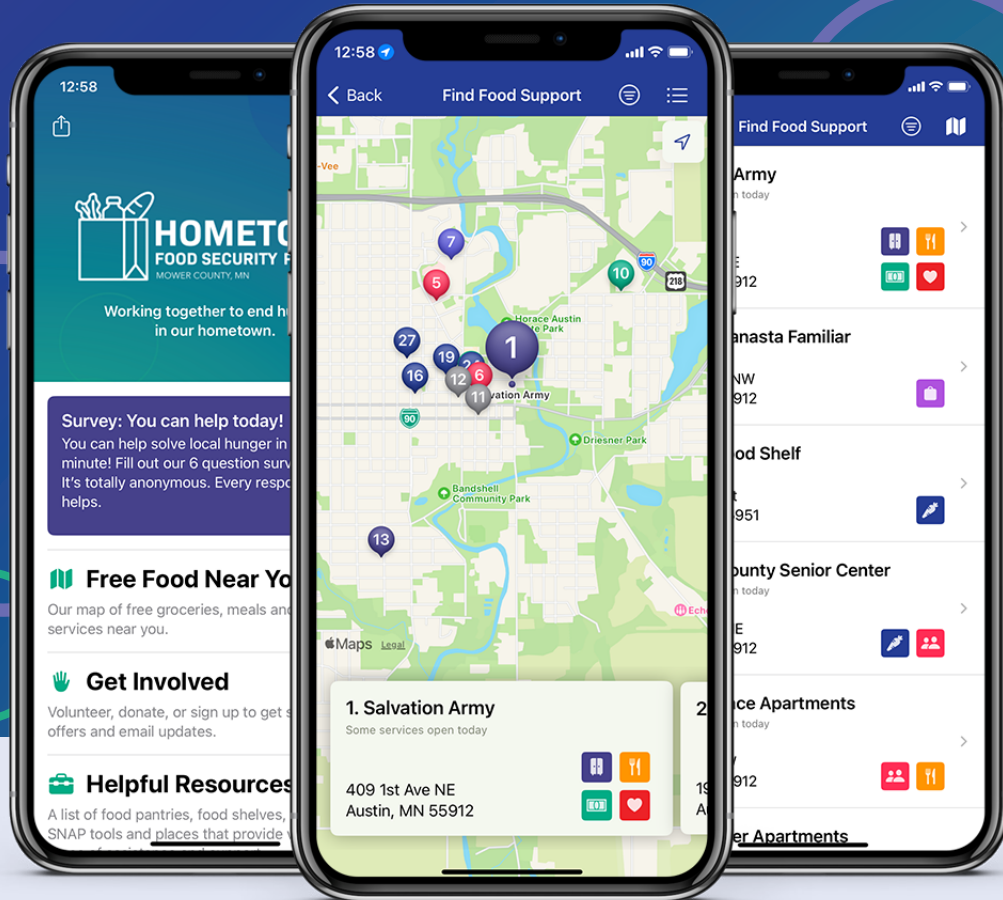 12:58
HOMETO
FOOD SECURITY P
MOWER COUNTY, MN
Working together to end hu
in our hometown.
Survey: You can help today!
You can help solve local hunger in
minute! Fill out our 6 question surv
It's totally anonymous. Every respo
helps.
Free Food Near Yo
Our map of free groceries, meals and
services near you.
Get Involved
Volunteer, donate, or sign up to get s
offers and email updates.
Helpful Resources
A list of food pantries, food shelves,
SNAP tools and places that provide
12:58
Back
Find Food Support
-Vee
7
5
10
90
218
Horace Austin
te Park
27
1
19
16
12
6
11
vation Army
90
Driesner Park
Bandshell
Community Park
13
Ech
Maps Legal
1. Salvation Army
Some services open today
409 1st Ave NE
Austin, MN 55912
2
19
A
Find Food Support
Army
n today
E
912
anasta Familiar
NW
912
od Shelf
t
951
ounty Senior Center
n today
E
912
ce Apartments
n today
912
er Apartments